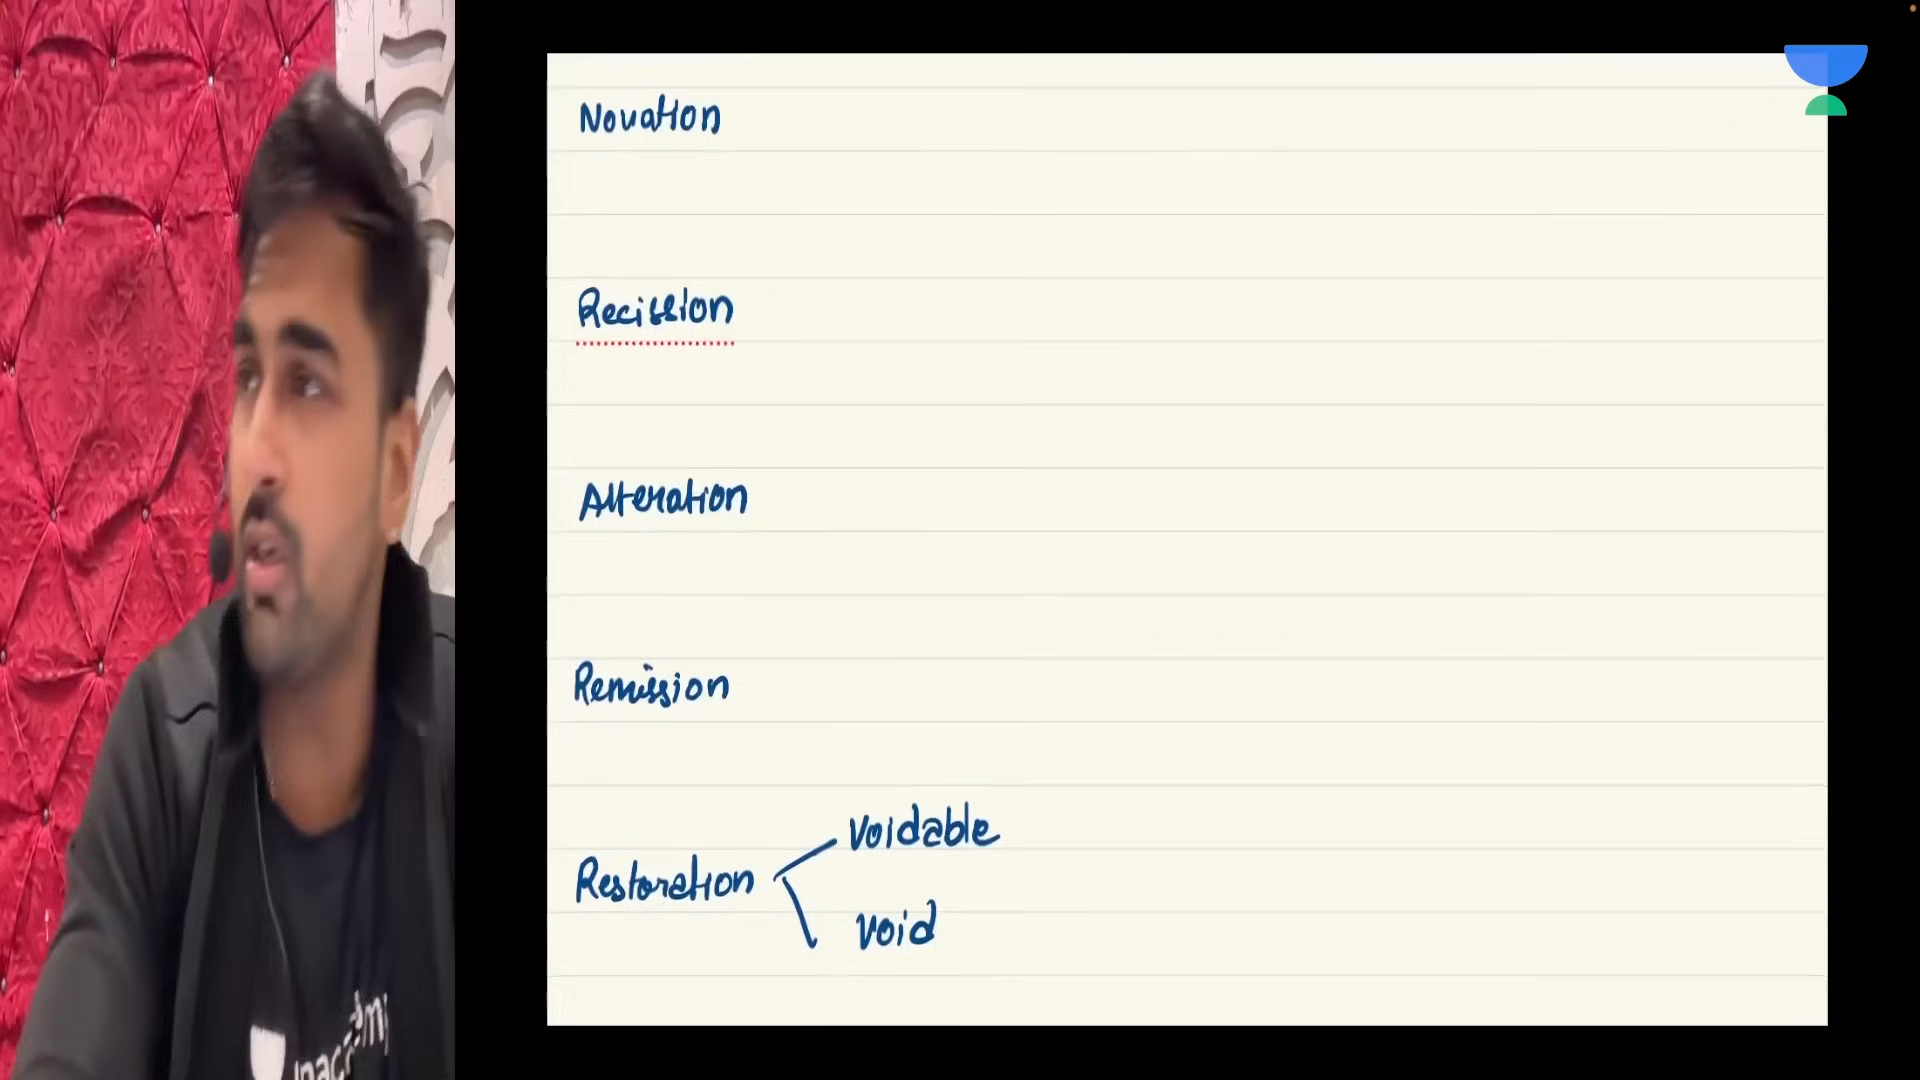 Novation
Recission
Alteration
Remission
Voidable
Restoration
Void